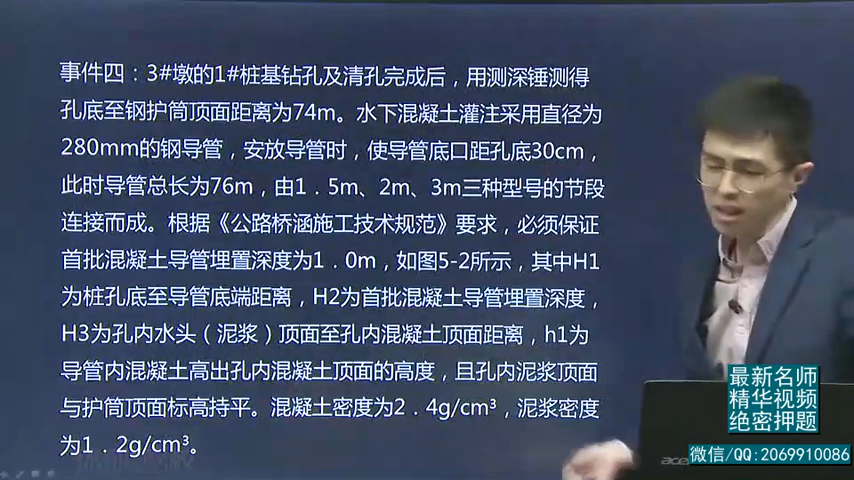 事件四：3#墩的1#桩基钻孔及清孔完成后，用测深锤测得
孔底至钢护筒顶面距离为74m。水下混凝土灌注采用直径为
280mm的钢导管，安放导管时，使导管底口距孔底30cm，
此时导管总长为76m，由1．5m、2m、3m三种型号的节段
连接而成。根据《公路桥涵施工技术规范》要求，必须保证
首批混凝土导管埋置深度为1．0m，如图5-2所示，其中H1
为桩孔底至导管底端距离，H2为首批混凝土导管埋置深度，
H3为孔内水头（泥浆）顶面至孔内混凝土顶面距离，h1为
导管内混凝土高出孔内混凝土顶面的高度，且孔内泥浆顶面
与护筒顶面标高持平。混凝土密度为2．4g/cm³，泥浆密度
为1．2g/cm³。
最新名师
精华视频
绝密押题
微信/QQ:2069910086
acer